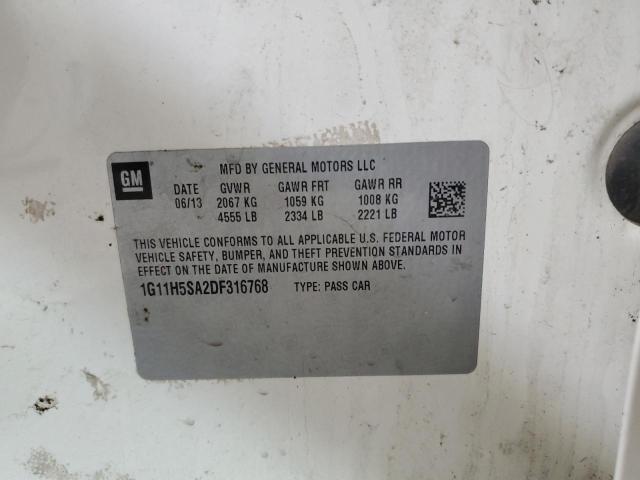 GM
MFD BY GENERAL MOTORS LLC
DATE GVWR GAWR FRT GAWR RR
06/13 2067 KG 1059 KG 1008 KG
4555 LB 2334 LB 2221 LB
THIS VEHICLE CONFORMS TO ALL APPLICABLE U.S. FEDERAL MOTOR
VEHICLE SAFETY, BUMPER, AND THEFT PREVENTION STANDARDS IN
EFFECT ON THE DATE OF MANUFACTURE SHOWN ABOVE.
1G11H5SA2DF316768 TYPE: PASS CAR